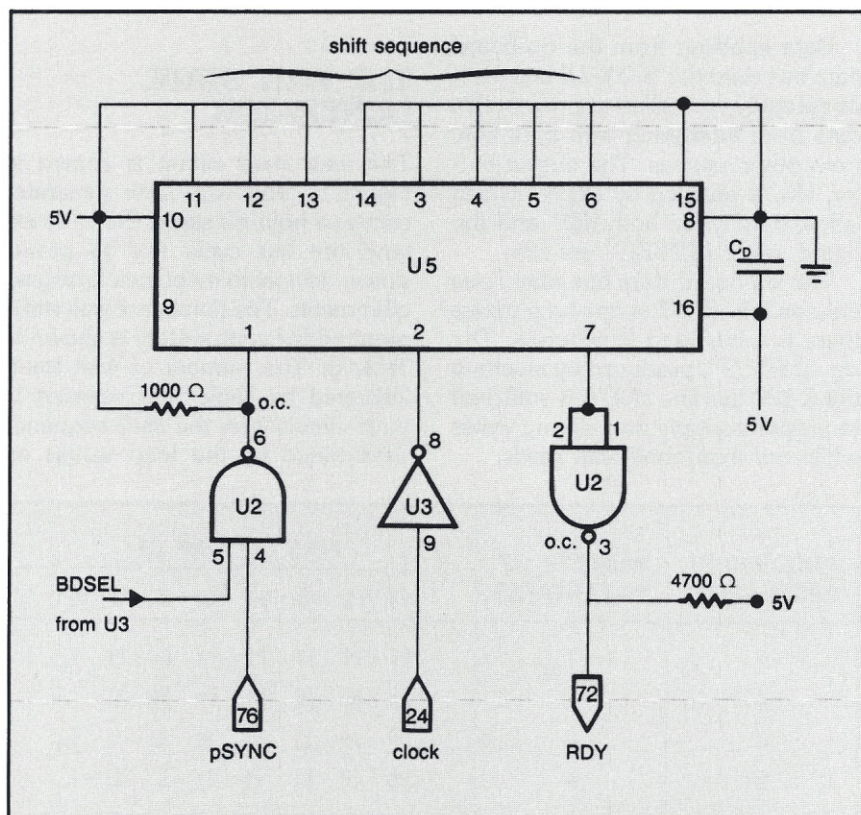 shift sequence
11 12 13 14 3 4 5 6 15
5V 10 8
U5 C_D
16
9
1 2 7
1000 Ω o.c. 5V
6 8 2 1
U2 U3 U2
5 4 9 o.c. 3
4700 Ω
BDSEL 5V
from U3
76 24 72
pSYNC clock RDY